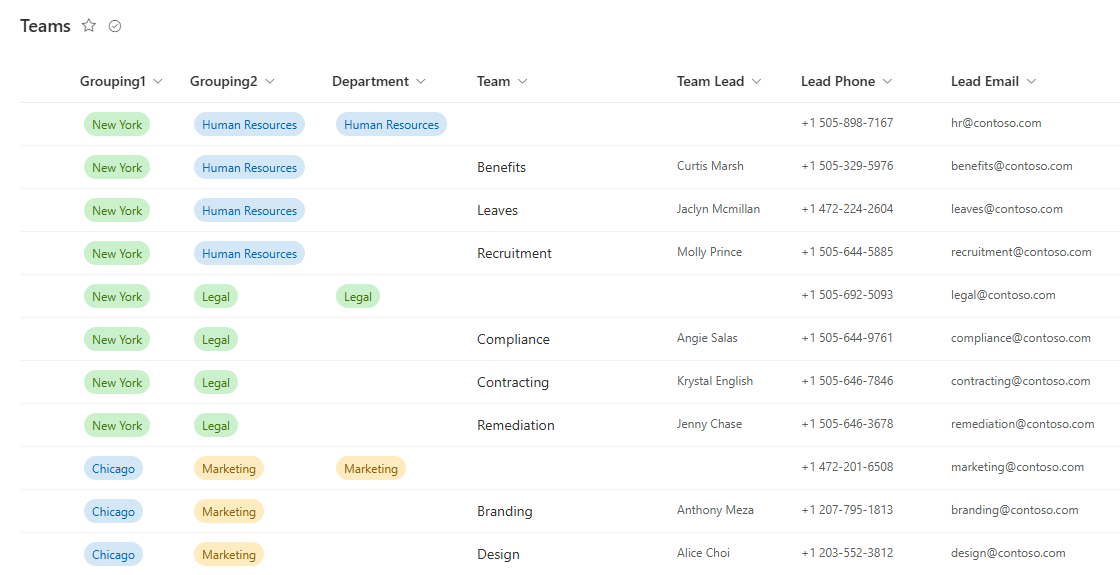 Teams
Grouping1 Grouping2 Department Team Team Lead Lead Phone Lead Email
New York Human Resources Human Resources +1 505-898-7167 hr@contoso.com
New York Human Resources Benefits Curtis Marsh +1 505-329-5976 benefits@contoso.com
New York Human Resources Leaves Jaclyn Mcmillan +1 472-224-2604 leaves@contoso.com
New York Human Resources Recruitment Molly Prince +1 505-644-5885 recruitment@contoso.com
New York Legal Legal +1 505-692-5093 legal@contoso.com
New York Legal Compliance Angie Salas +1 505-644-9761 compliance@contoso.com
New York Legal Contracting Krystal English +1 505-646-7846 contracting@contoso.com
New York Legal Remediation Jenny Chase +1 505-646-3678 remediation@contoso.com
Chicago Marketing Marketing +1 472-201-6508 marketing@contoso.com
Chicago Marketing Branding Anthony Meza +1 207-795-1813 branding@contoso.com
Chicago Marketing Design Alice Choi +1 203-552-3812 design@contoso.com